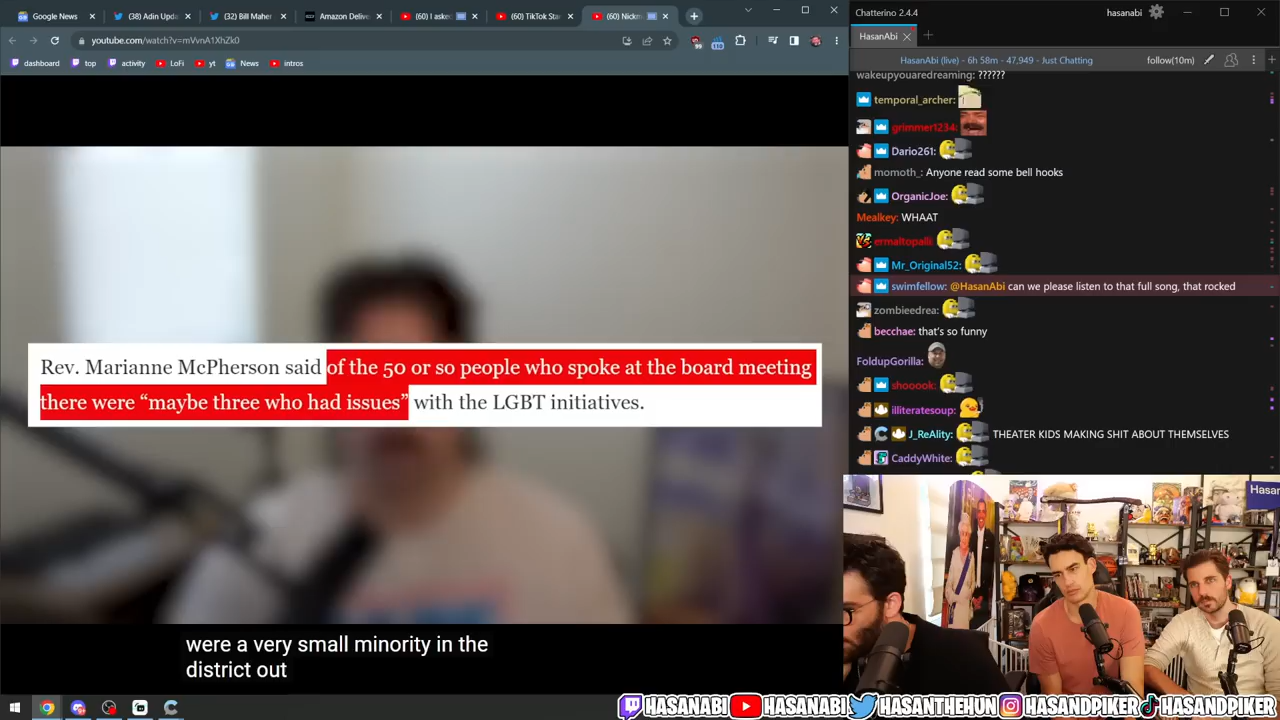 Google News
(38) Adin Upda
(32) Bill Maher
Amazon Delive
(60) I aske
(60) TikTok Sta
(60) Nickm
youtube.com/watch?v=mVvnA1XhZk0
dashboard
top
activity
LoFi
yt
News
intros
Rev. Marianne McPherson said of the 50 or so people who spoke at the board meeting
there were “maybe three who had issues” with the LGBT initiatives.
were a very small minority in the
district out
Chatterino 2.4.4
hasanabi
HasanAbi
HasanAbi (live) - 6h 58m - 47,949 - Just Chatting
follow(10m)
wakeupyouaredreaming: ??????
temporal_archer:
grimmer1234:
Dario261:
momoth_: Anyone read some bell hooks
OrganicJoe:
Mealkey: WHAAT
ermaltopalli:
Mr_Original52:
swimfellow: @HasanAbi can we please listen to that full song, that rocked
zombieedrea:
becchae: that's so funny
FoldupGorilla:
shooook:
illiteratesoup:
J_ReAlity: THEATER KIDS MAKING SHIT ABOUT THEMSELVES
CaddyWhite:
Hasan
HASANABI
HASANABI
HASANTHEHUN
HASANDPIKER
HASANDPIKER